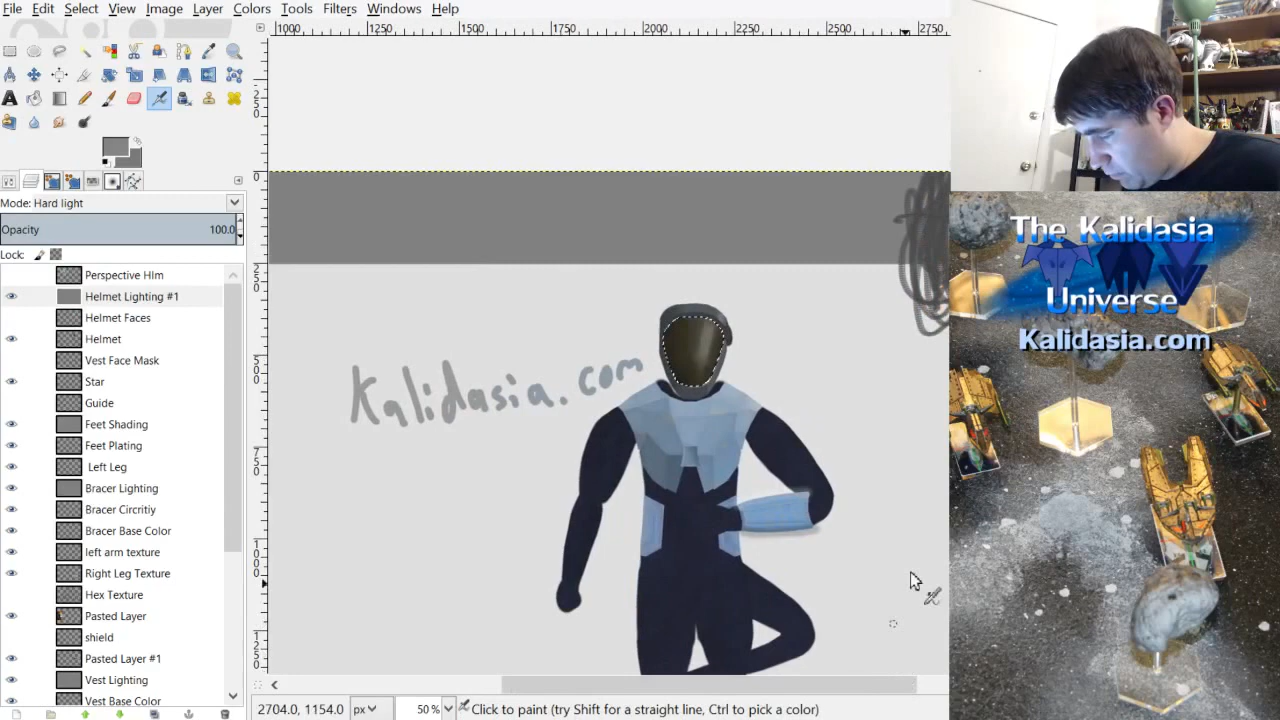 File Edit Select View Image Layer Colors Tools Filters Windows Help
1000 1250 1500 1750 2000 2250 2500 2750
Mode: Hard light
Opacity 100.0
Lock:
Perspective Hlm
Helmet Lighting #1
Helmet Faces
Helmet
Vest Face Mask
Star
Guide
Feet Shading
Feet Plating
Left Leg
Bracer Lighting
Bracer Circritiy
Bracer Base Color
left arm texture
Right Leg Texture
Hex Texture
Pasted Layer
shield
Pasted Layer #1
Vest Lighting
Vest Base Color
Kalidasia.com
2704.0, 1154.0 px 50 % Click to paint (try Shift for a straight line, Ctrl to pick a color)
The Kalidasia
Universe
Kalidasia.com